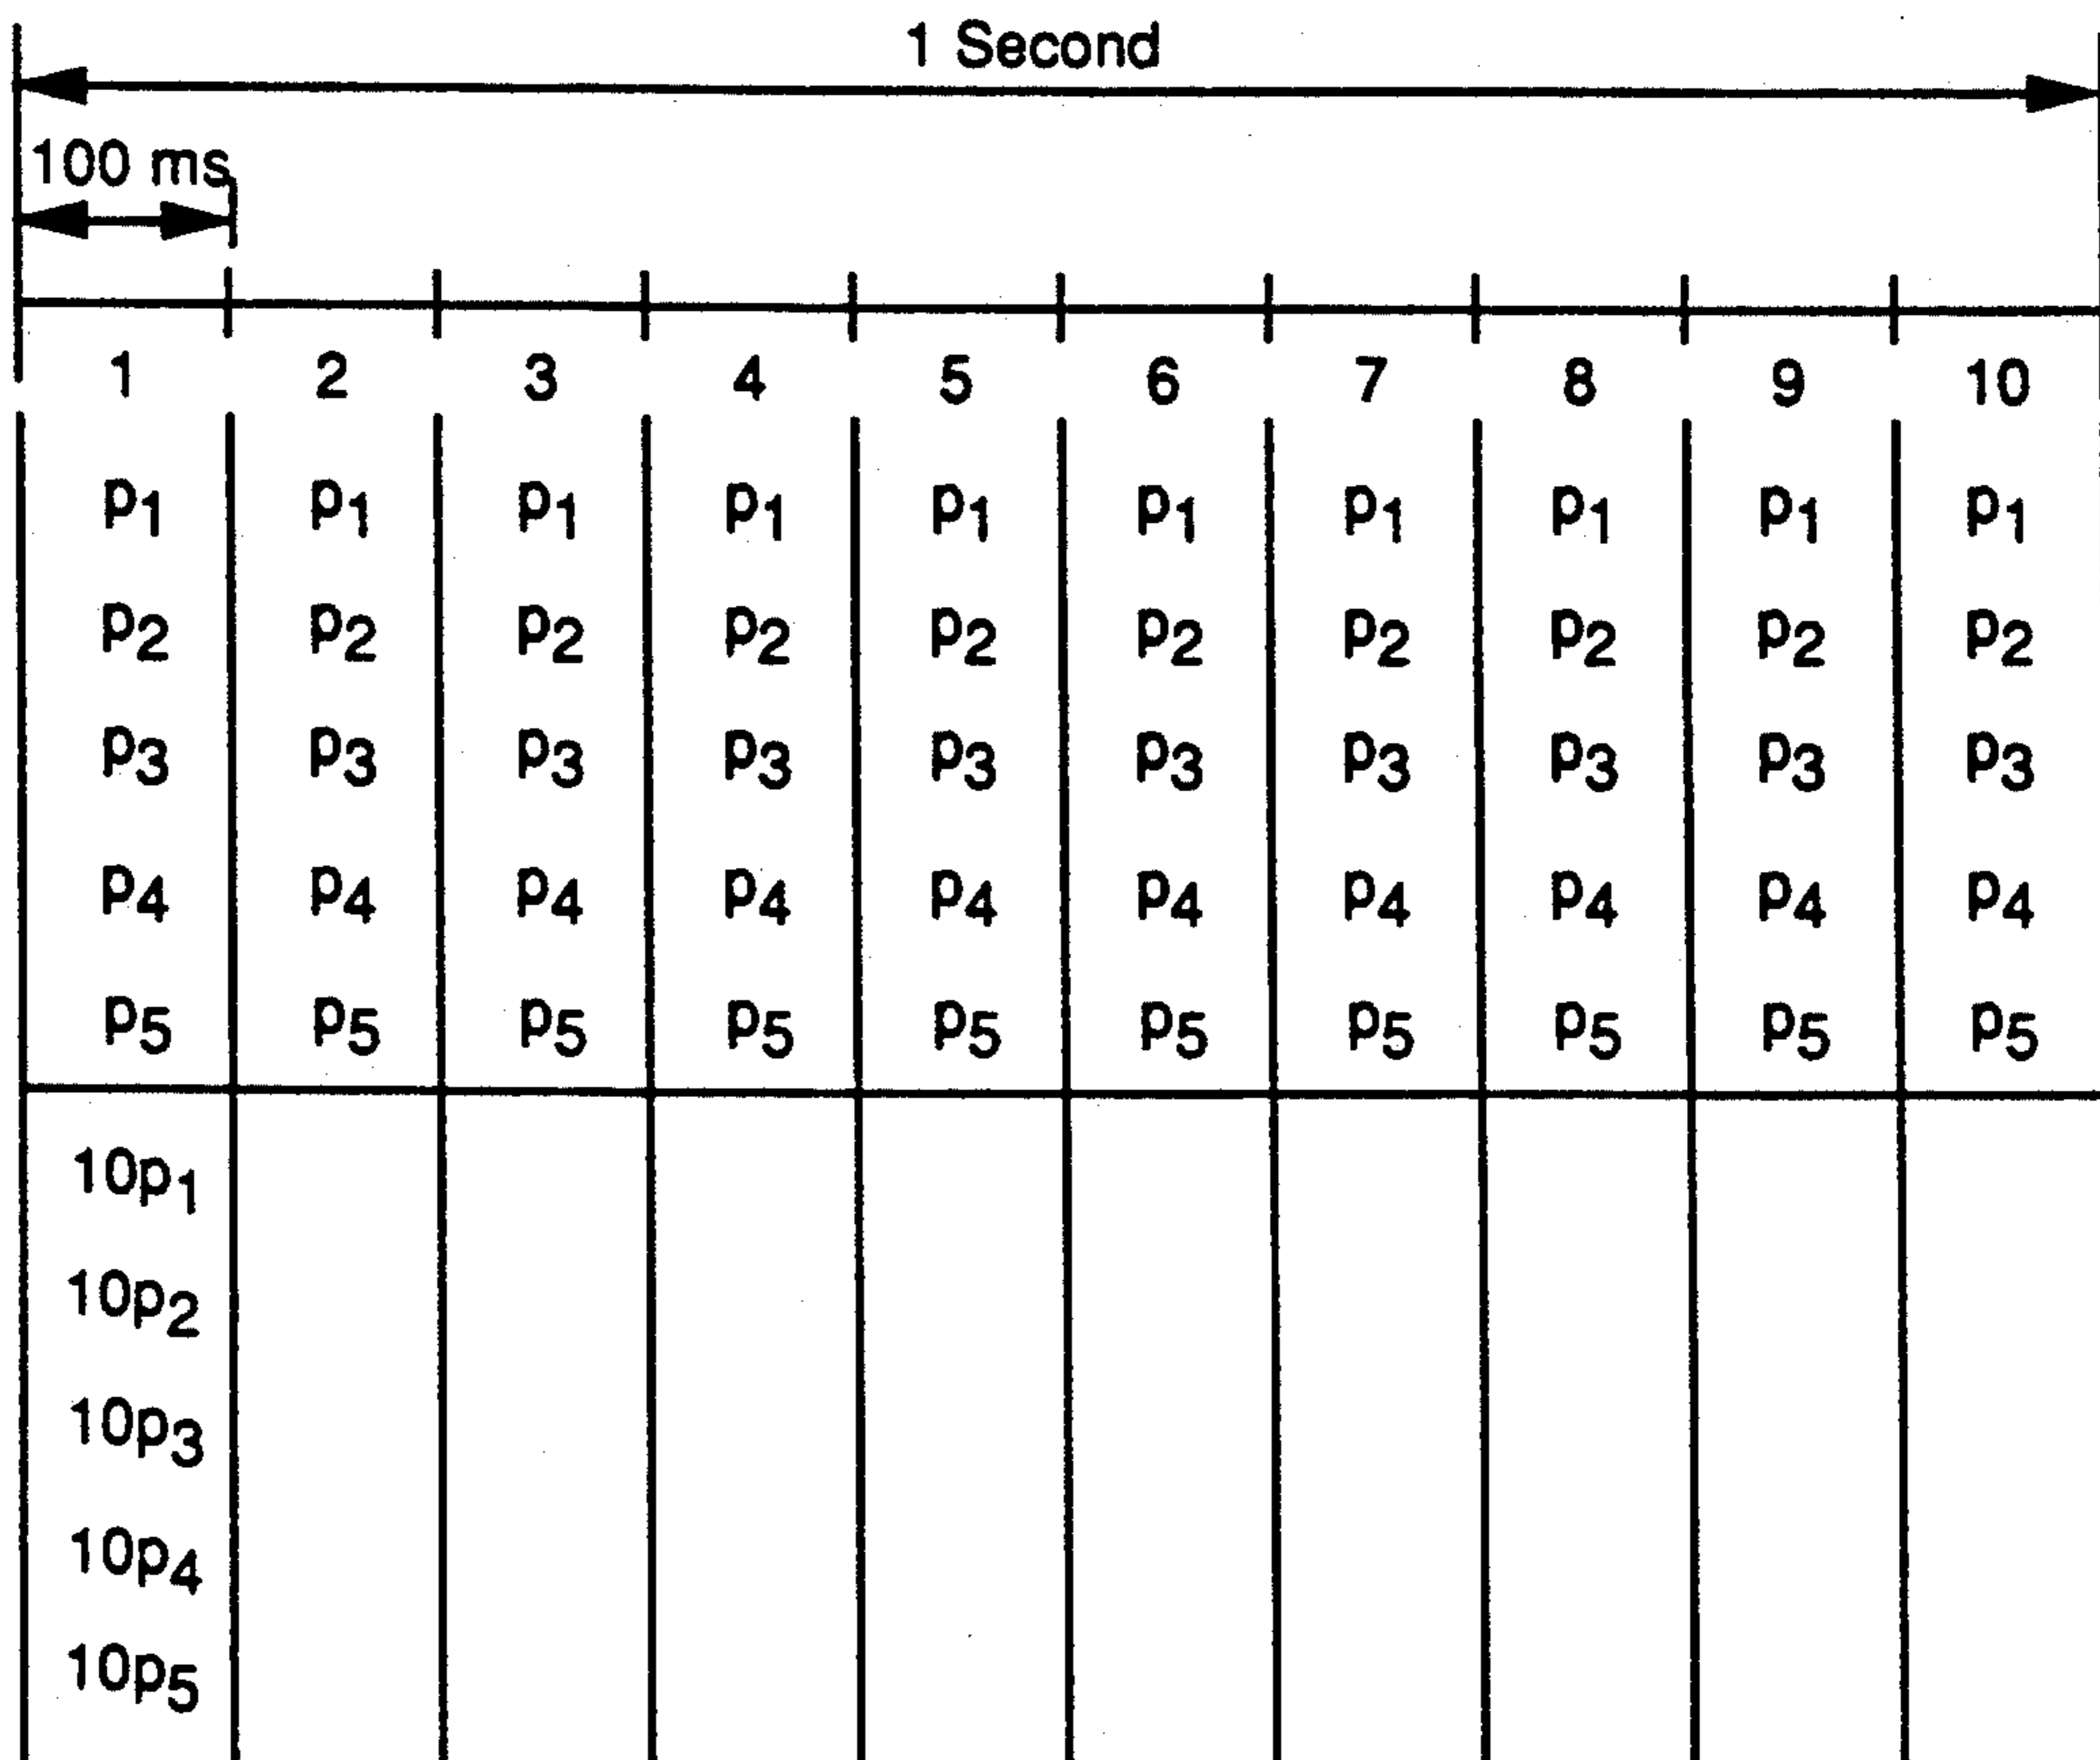 1 Second
100 ms
1 2 3 4 5 6 7 8 9 10
p1 p1 p1 p1 p1 p1 p1 p1 p1 p1
p2 p2 p2 p2 p2 p2 p2 p2 p2 p2
p3 p3 p3 p3 p3 p3 p3 p3 p3 p3
p4 p4 p4 p4 p4 p4 p4 p4 p4 p4
p5 p5 p5 p5 p5 p5 p5 p5 p5 p5
10p1
10p2
10p3
10p4
10p5